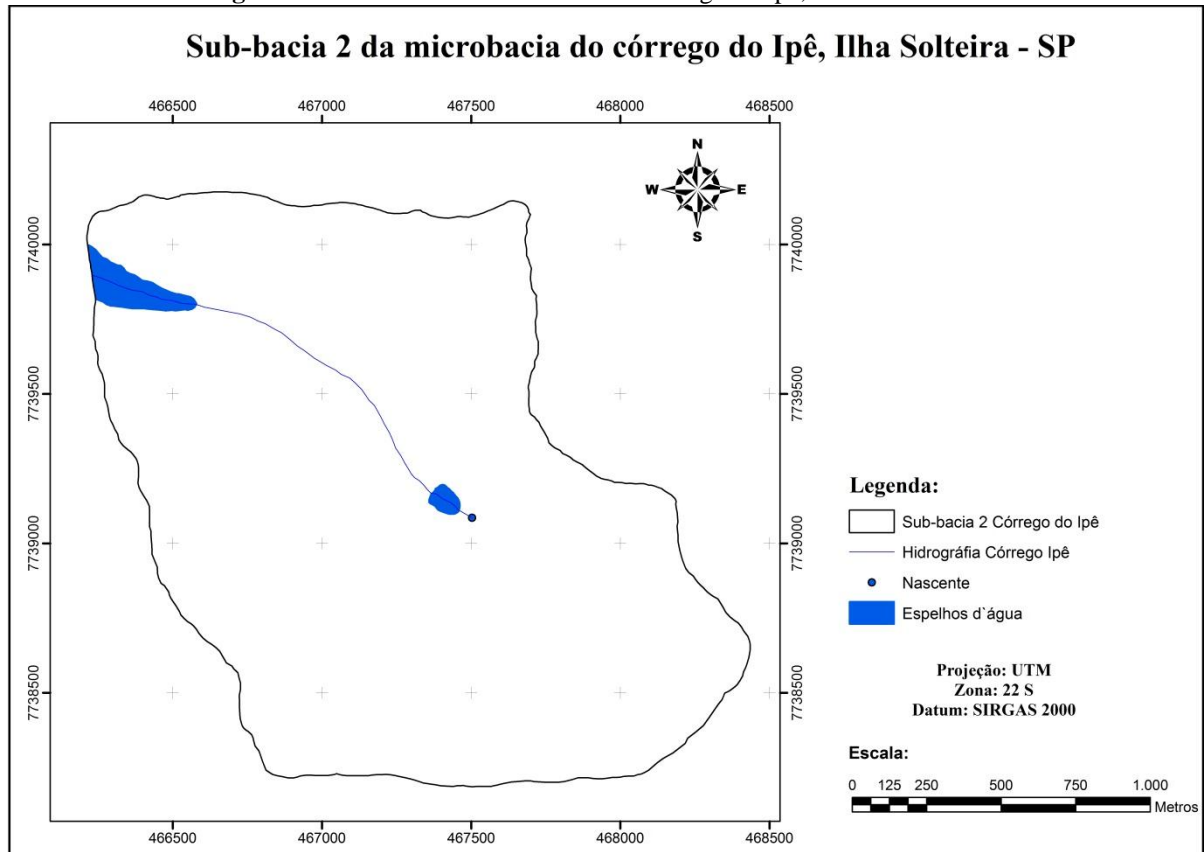 Sub-bacia 2 da microbacia do córrego do Ipê, Ilha Solteira - SP
466500 467000 467500 468000 468500
N
W E
S
7740000 7740000
7739500 7739500
7739000 7739000
7738500 7738500
466500 467000 467500 468000 468500
Legenda:
Sub-bacia 2 Córrego do Ipê
Hidrográfia Córrego Ipê
Nascente
Espelhos d`água
Projeção: UTM
Zona: 22 S
Datum: SIRGAS 2000
Escala:
0 125 250 500 750 1.000
Metros